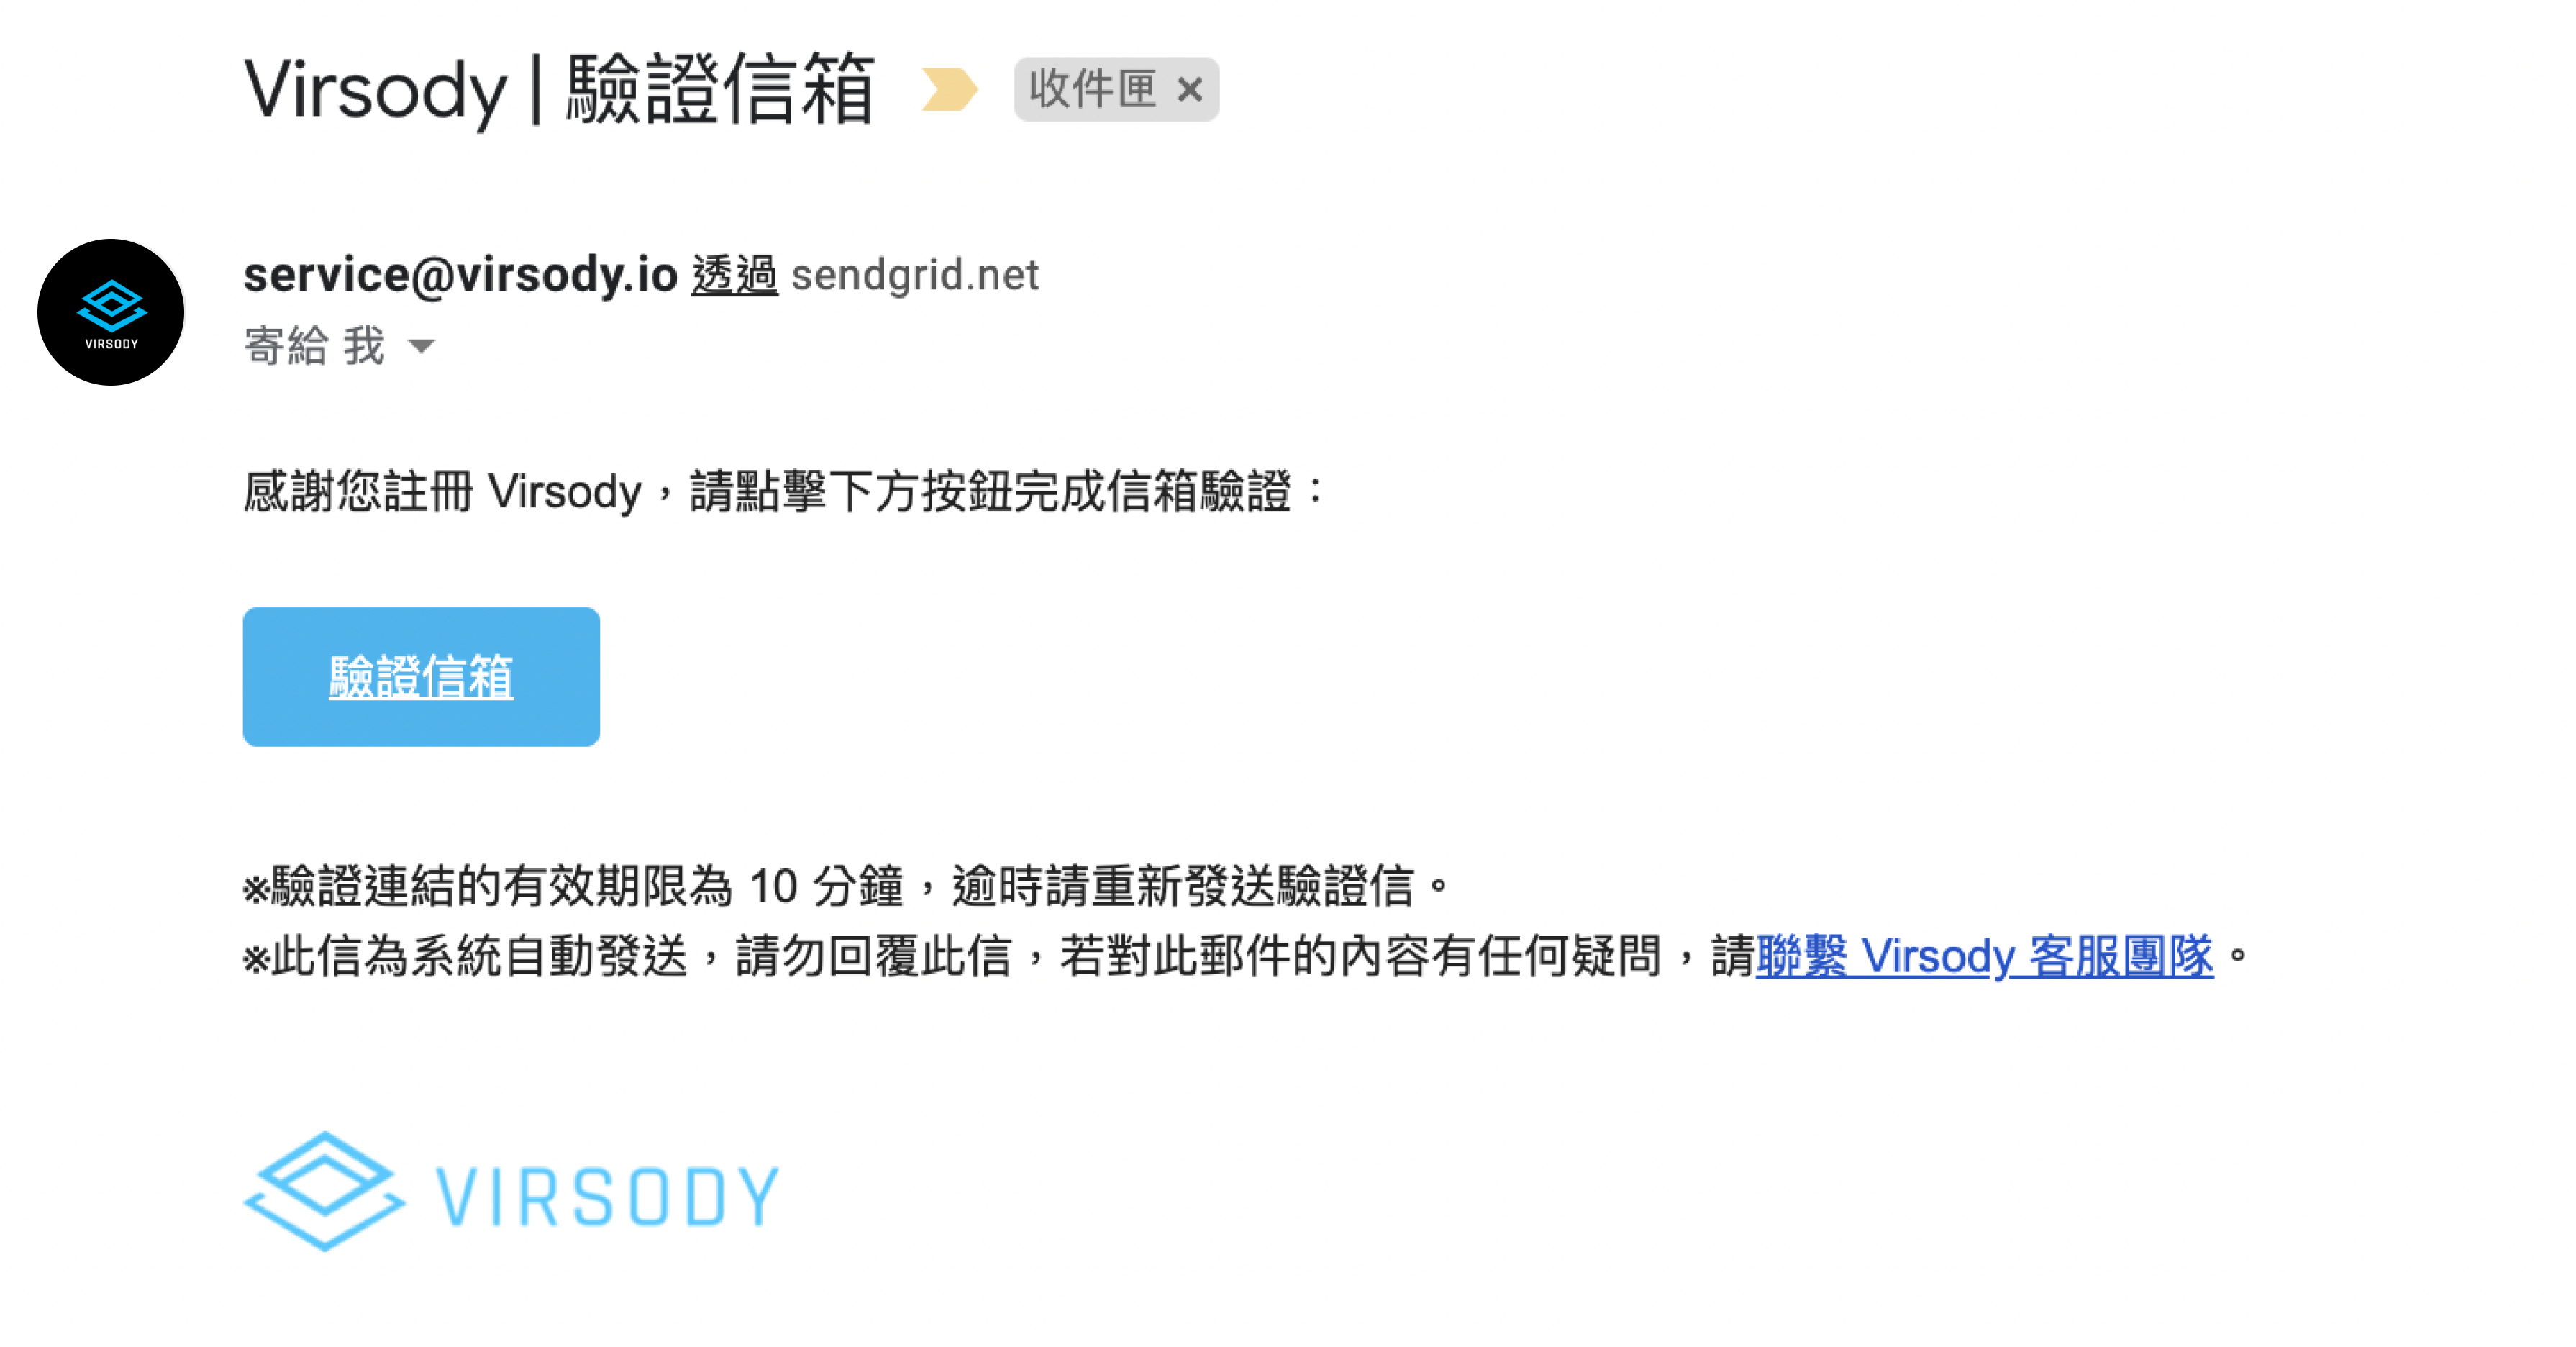 Virsody | 驗證信箱 收件匣 ×
service@virsody.io 透過 sendgrid.net
VIRSODY
寄給 我
感謝您註冊 Virsody，請點擊下方按鈕完成信箱驗證：
驗證信箱
※驗證連結的有效期限為 10 分鐘，逾時請重新發送驗證信。
※此信為系統自動發送，請勿回覆此信，若對此郵件的內容有任何疑問，請聯繫 Virsody 客服團隊。
VIRSODY